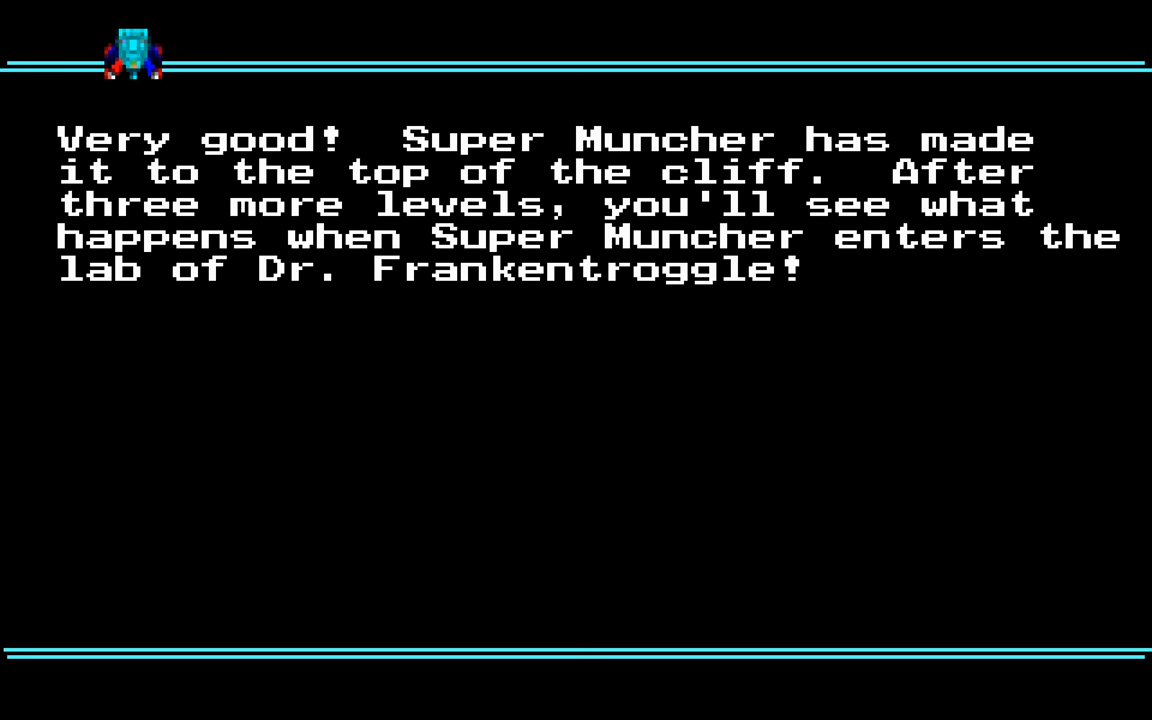 Very good!  Super Muncher has made
it to the top of the cliff.  After
three more levels, you'll see what
happens when Super Muncher enters the
lab of Dr. Frankentroggle!